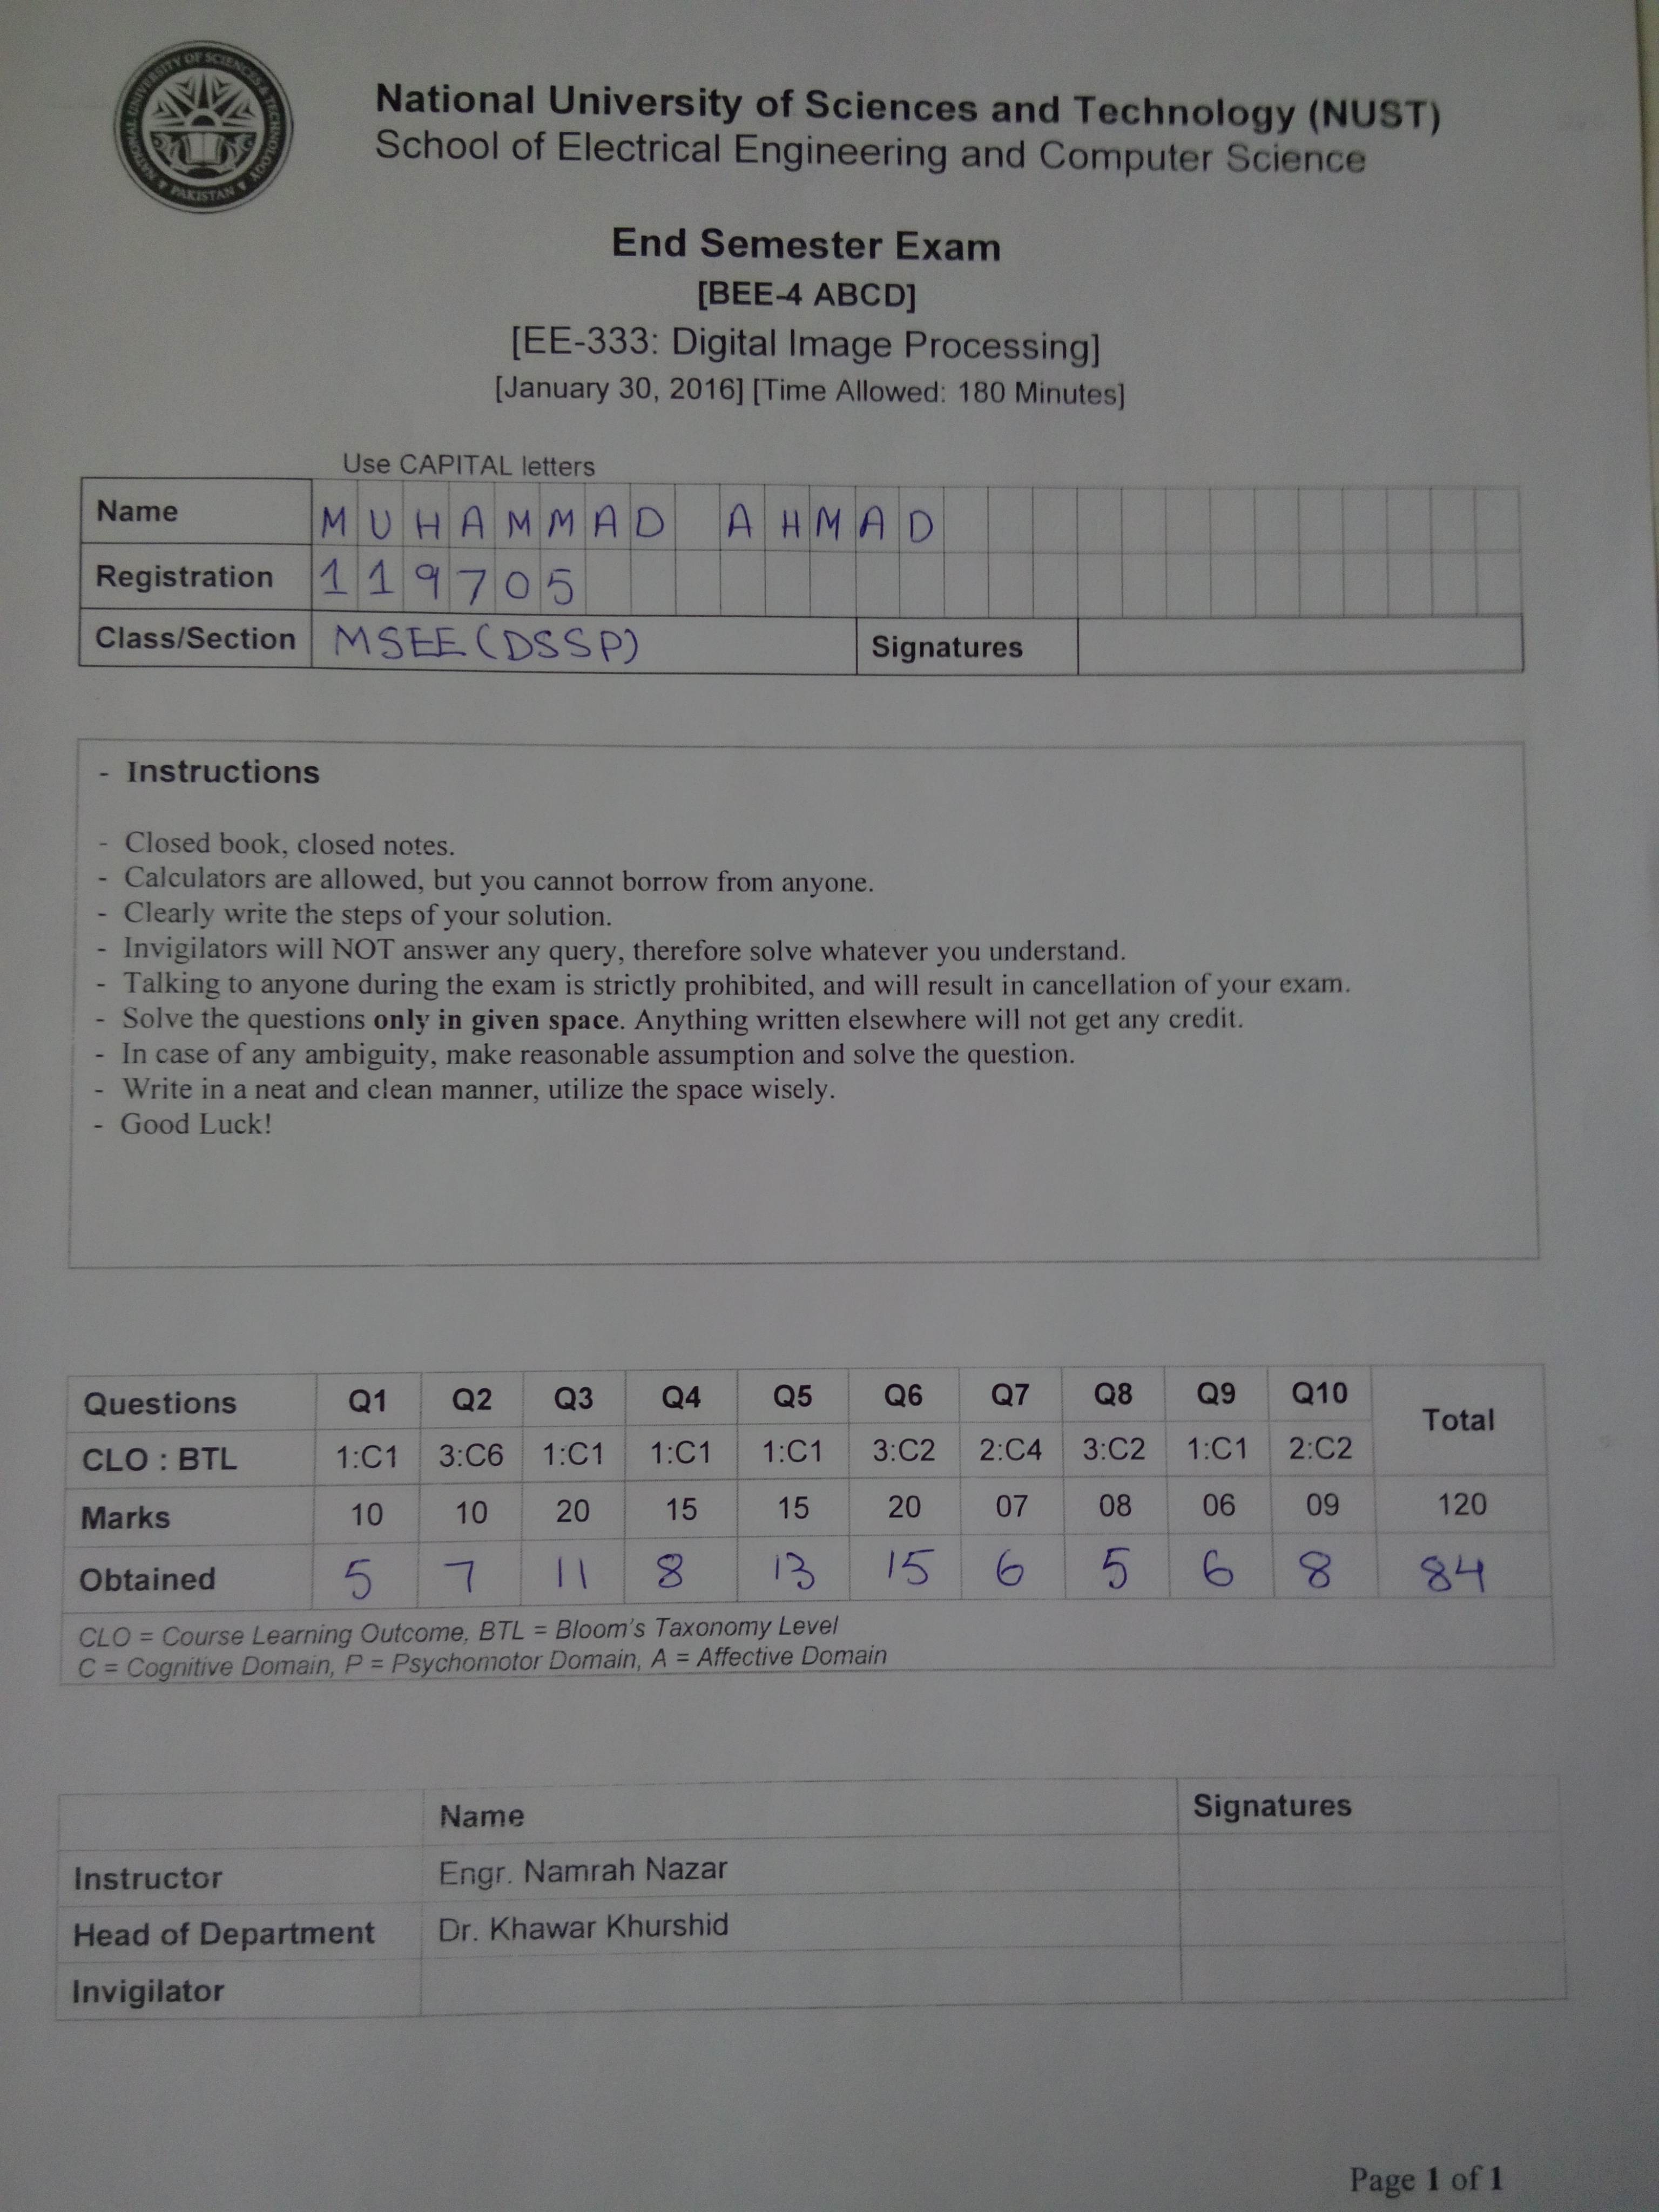 NATIONAL UNIVERSITY OF SCIENCES & TECHNOLOGY
PAKISTAN
National University of Sciences and Technology (NUST)
School of Electrical Engineering and Computer Science
End Semester Exam
[BEE-4 ABCD]
[EE-333: Digital Image Processing]
[January 30, 2016] [Time Allowed: 180 Minutes]
Use CAPITAL letters
Name MUHAMMAD AHMAD
Registration 119705
Class/Section MSEE (DSSP) Signatures
- Instructions
- Closed book, closed notes.
- Calculators are allowed, but you cannot borrow from anyone.
- Clearly write the steps of your solution.
- Invigilators will NOT answer any query, therefore solve whatever you understand.
- Talking to anyone during the exam is strictly prohibited, and will result in cancellation of your exam.
- Solve the questions only in given space. Anything written elsewhere will not get any credit.
- In case of any ambiguity, make reasonable assumption and solve the question.
- Write in a neat and clean manner, utilize the space wisely.
- Good Luck!
Questions Q1 Q2 Q3 Q4 Q5 Q6 Q7 Q8 Q9 Q10 Total
CLO : BTL 1:C1 3:C6 1:C1 1:C1 1:C1 3:C2 2:C4 3:C2 1:C1 2:C2
Marks 10 10 20 15 15 20 07 08 06 09 120
Obtained 5 7 11 8 13 15 6 5 6 8 84
CLO = Course Learning Outcome, BTL = Bloom's Taxonomy Level
C = Cognitive Domain, P = Psychomotor Domain, A = Affective Domain
Name Signatures
Instructor Engr. Namrah Nazar
Head of Department Dr. Khawar Khurshid
Invigilator
Page 1 of 1